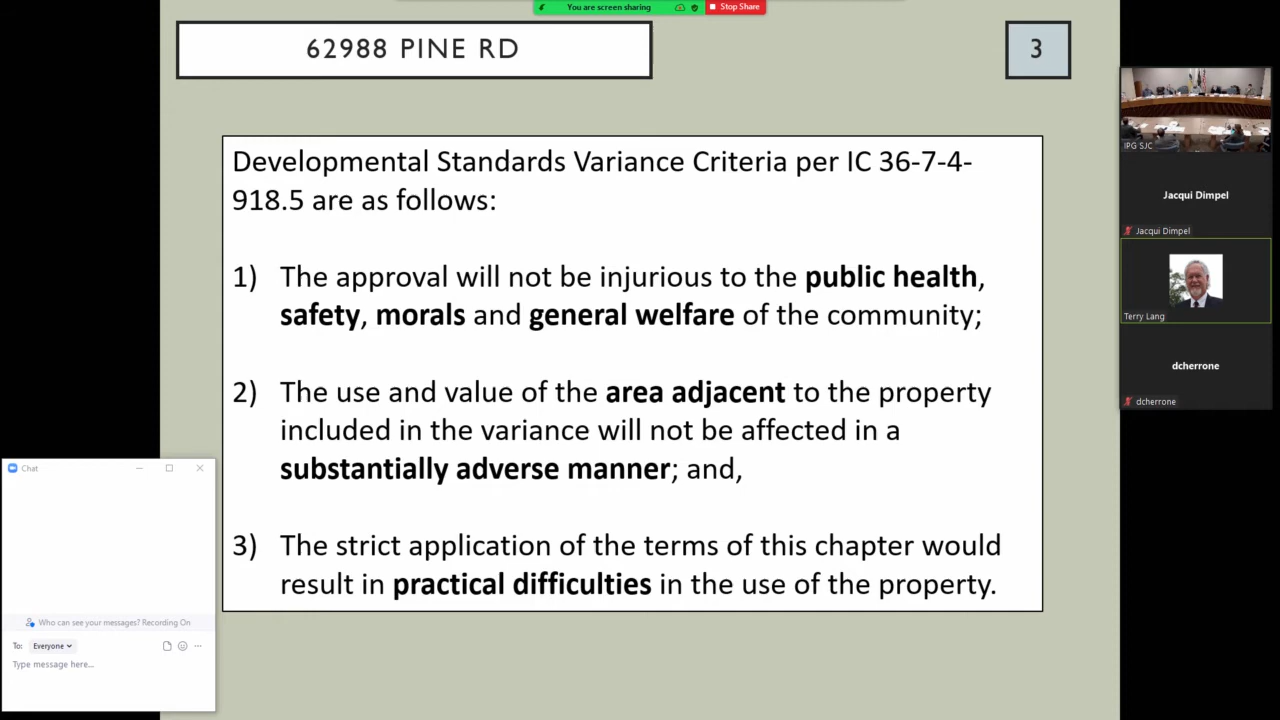 You are screen sharing
Stop Share
62988 PINE RD
3
Developmental Standards Variance Criteria per IC 36-7-4-
918.5 are as follows:
1) The approval will not be injurious to the public health,
safety, morals and general welfare of the community;
2) The use and value of the area adjacent to the property
included in the variance will not be affected in a
substantially adverse manner; and,
3) The strict application of the terms of this chapter would
result in practical difficulties in the use of the property.
IPG SJC
Jacqui Dimpel
Jacqui Dimpel
Terry Lang
dcherrone
dcherrone
Chat
Who can see your messages? Recording On
To: Everyone
Type message here...